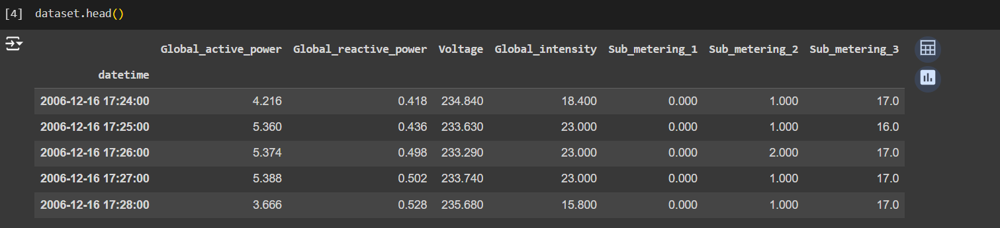 [4] dataset.head()
Global_active_power Global_reactive_power Voltage Global_intensity Sub_metering_1 Sub_metering_2 Sub_metering_3
datetime
2006-12-16 17:24:00 4.216 0.418 234.840 18.400 0.000 1.000 17.0
2006-12-16 17:25:00 5.360 0.436 233.630 23.000 0.000 1.000 16.0
2006-12-16 17:26:00 5.374 0.498 233.290 23.000 0.000 2.000 17.0
2006-12-16 17:27:00 5.388 0.502 233.740 23.000 0.000 1.000 17.0
2006-12-16 17:28:00 3.666 0.528 235.680 15.800 0.000 1.000 17.0